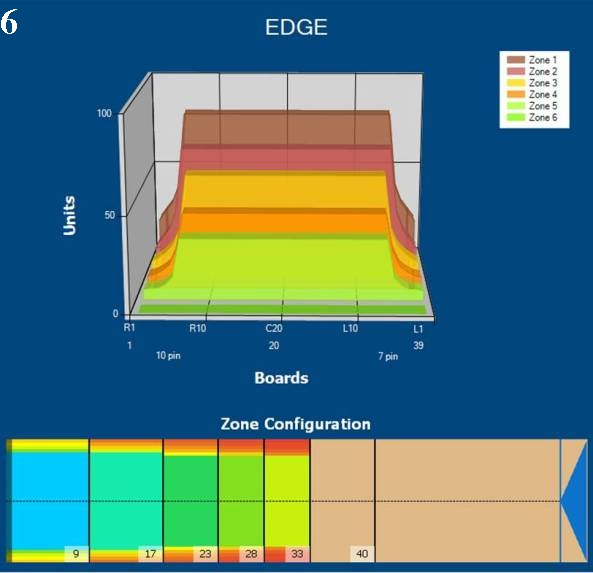 6
EDGE
Zone 1
Zone 2
Zone 3
Zone 4
Zone 5
Zone 6
100
50
0
Units
R1 R10 C20 L10 L1
1 20 39
10 pin 7 pin
Boards
Zone Configuration
9 17 23 28 33 40